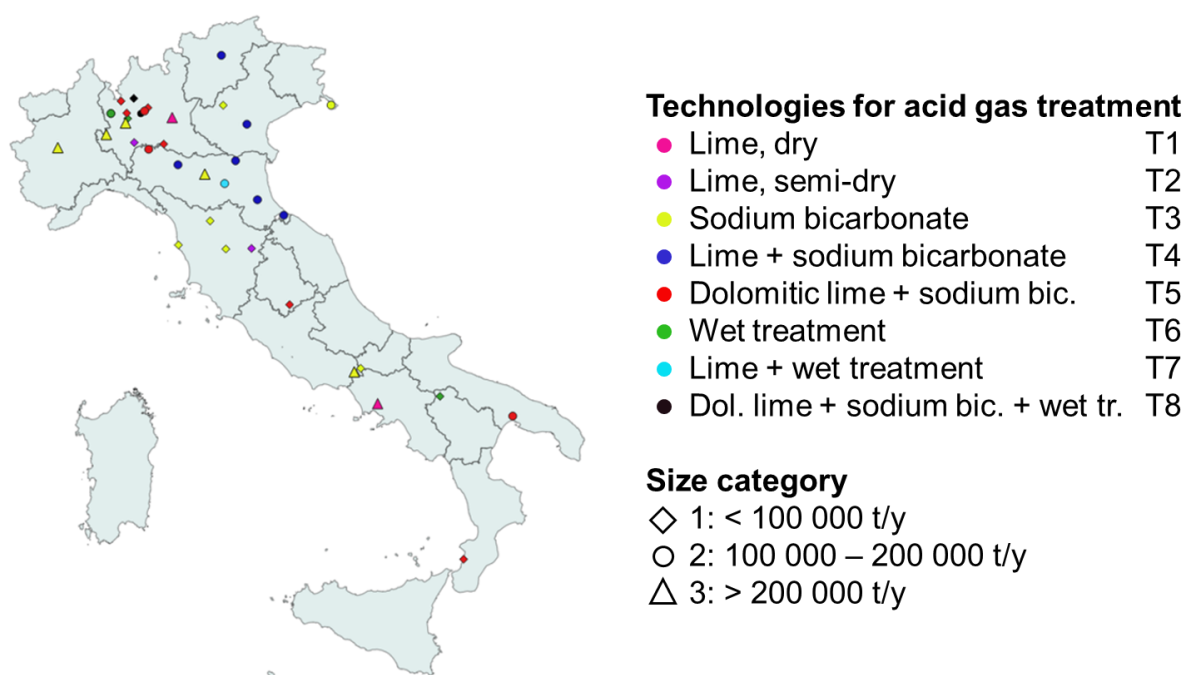 Technologies for acid gas treatment
Lime, dry T1
Lime, semi-dry T2
Sodium bicarbonate T3
Lime + sodium bicarbonate T4
Dolomitic lime + sodium bic. T5
Wet treatment T6
Lime + wet treatment T7
Dol. lime + sodium bic. + wet tr. T8
Size category
1: < 100 000 t/y
2: 100 000 – 200 000 t/y
3: > 200 000 t/y